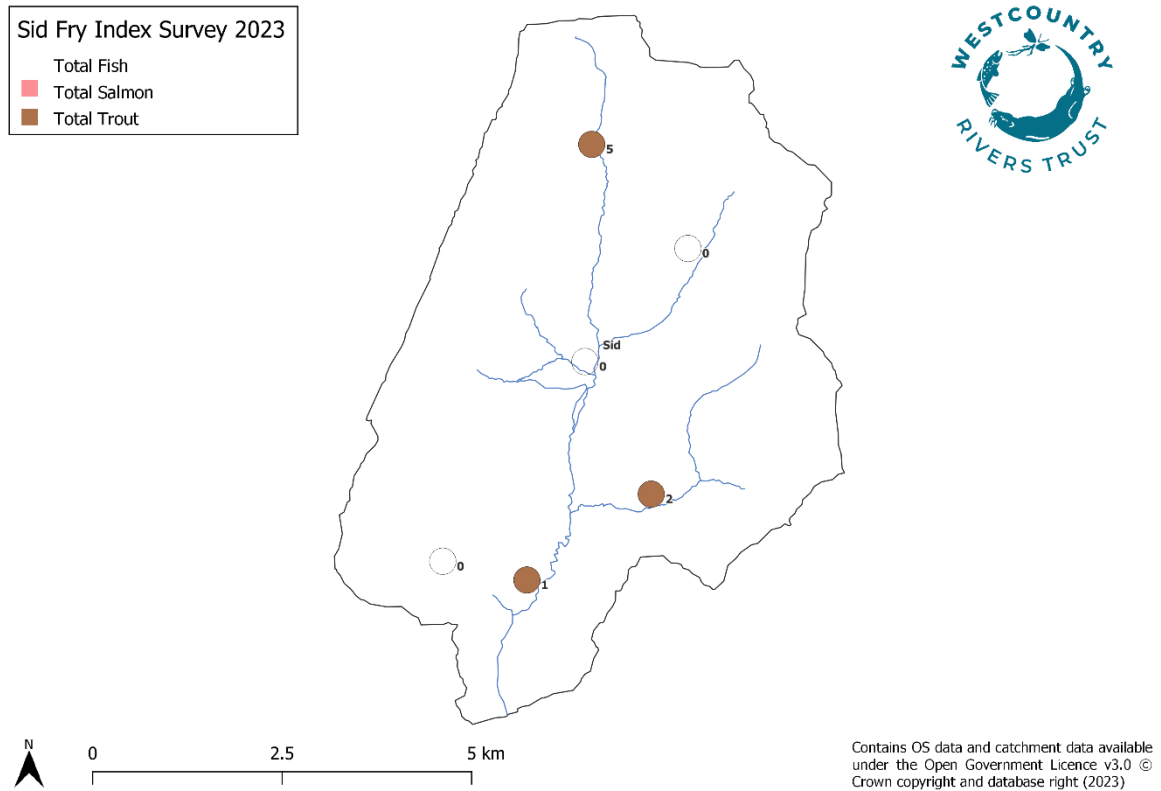 Sid Fry Index Survey 2023
Total Fish
Total Salmon
Total Trout
WESTCOUNTRY
RIVERS TRUST
5
0
Sid
0
2
0
1
N
0 2.5 5 km
Contains OS data and catchment data available
under the Open Government Licence v3.0 ©
Crown copyright and database right (2023)